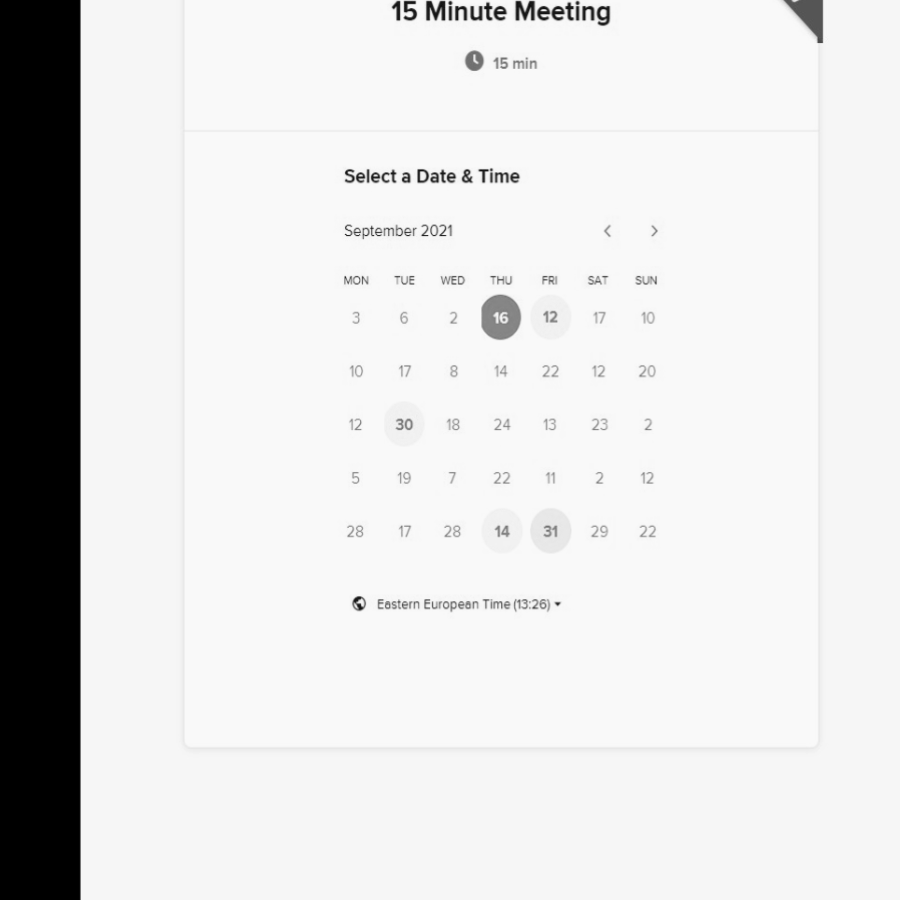 15 Minute Meeting
15 min
Select a Date & Time
September 2021
MON TUE WED THU FRI SAT SUN
3 6 2 16 12 17 10
10 17 8 14 22 12 20
12 30 18 24 13 23 2
5 19 7 22 11 2 12
28 17 28 14 31 29 22
Eastern European Time (13:26)